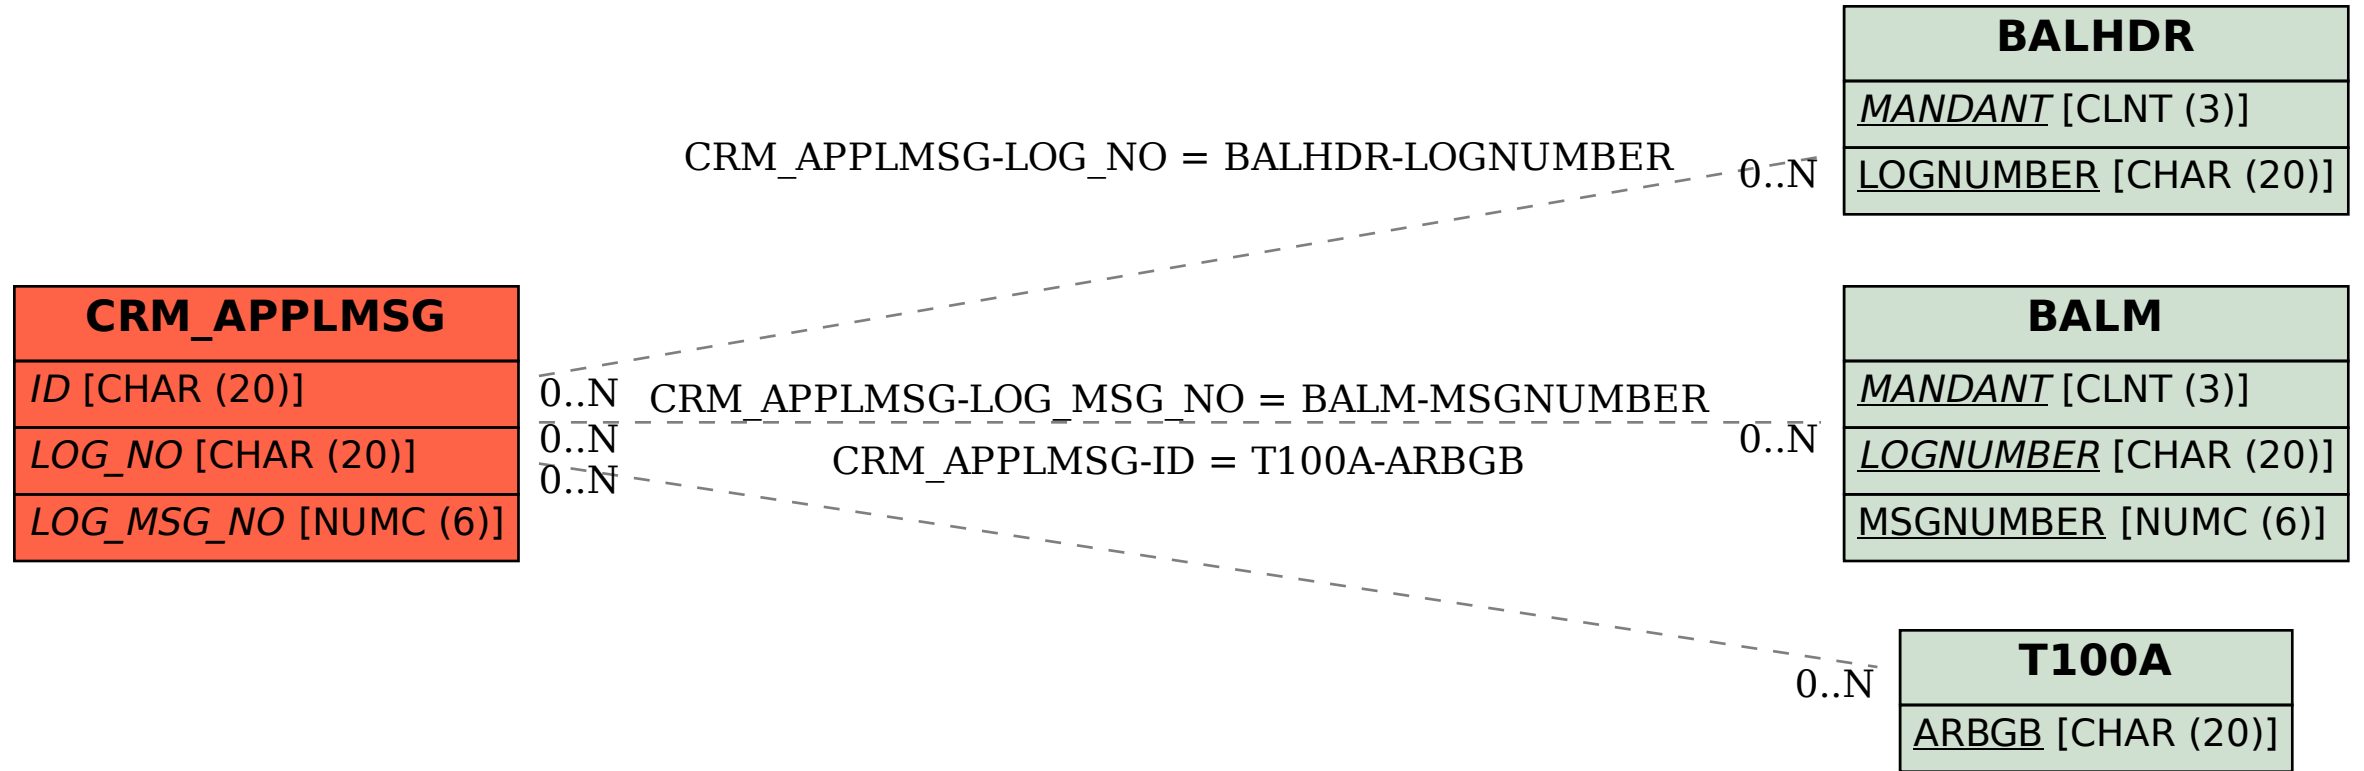 BALHDR
MANDANT [CLNT (3)]
LOGNUMBER [CHAR (20)]
CRM_APPLMSG-LOG_NO = BALHDR-LOGNUMBER
0..N
CRM_APPLMSG
ID [CHAR (20)]
LOG_NO [CHAR (20)]
LOG_MSG_NO [NUMC (6)]
0..N
0..N
0..N
CRM_APPLMSG-LOG_MSG_NO = BALM-MSGNUMBER
0..N
CRM_APPLMSG-ID = T100A-ARBGB
BALM
MANDANT [CLNT (3)]
LOGNUMBER [CHAR (20)]
MSGNUMBER [NUMC (6)]
0..N
T100A
ARBGB [CHAR (20)]